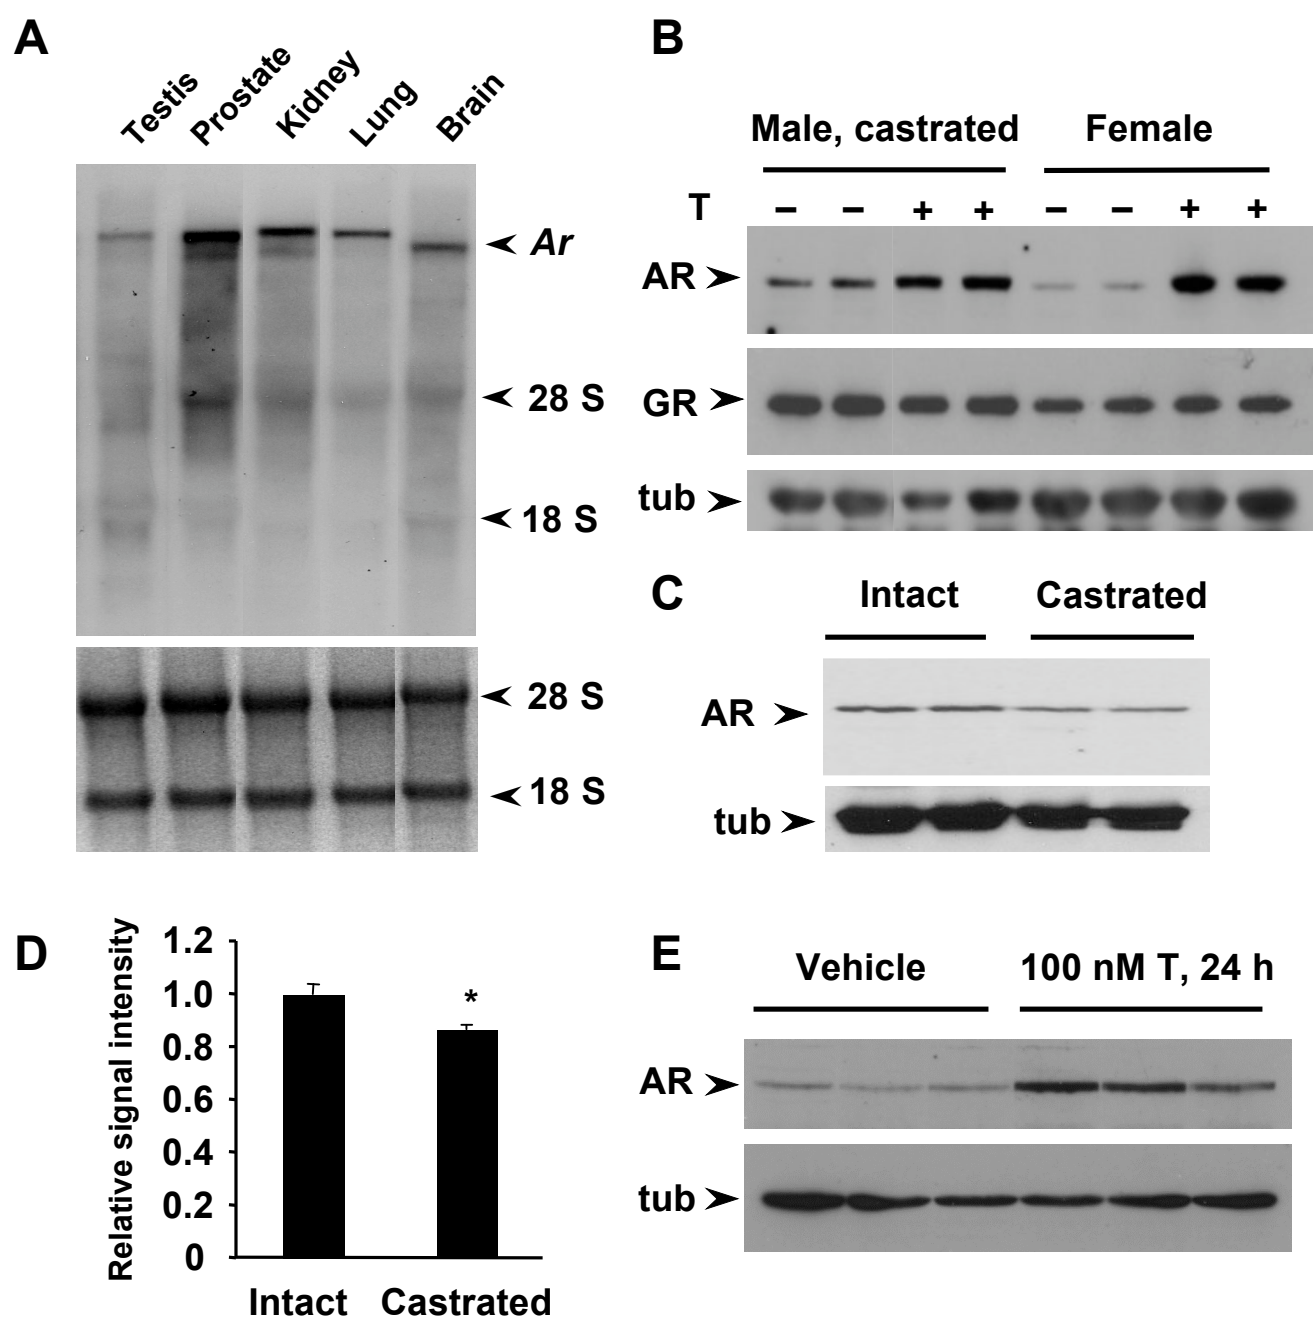 A
Testis Prostate Kidney Lung Brain
Ar
28 S
18 S
28 S
18 S
B
Male, castrated Female
T − − + + − − + +
AR
GR
tub
C
Intact Castrated
AR
tub
D
Relative signal intensity
1.2
1.0
0.8
0.6
0.4
0.2
0
*
Intact Castrated
E
Vehicle 100 nM T, 24 h
AR
tub